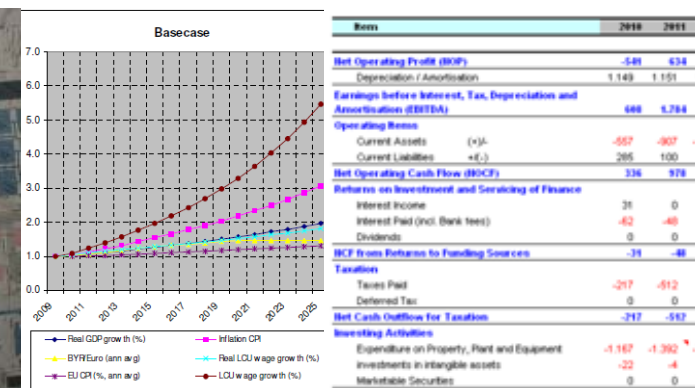 Basecase
7.0
6.0
5.0
4.0
3.0
2.0
1.0
0.0
2009 2011 2013 2015 2017 2019 2021 2023 2025
Real GDP growth (%) Inflation CPI
BYR/Euro (ann avg) Real LCU wage growth (%)
EU CPI (%, ann avg) LCU wage growth (%)
Item 2010 2011
Net Operating Profit (NOP) -541 634
Depreciation / Amortisation 1.149 1.151
Earnings before Interest, Tax, Depreciation and
Amortisation (EBITDA) 608 1.784
Operating Items
Current Assets (+)/- -557 -907
Current Liabilities +/(-) 285 100
Net Operating Cash Flow (NOCF) 336 978
Returns on Investment and Servicing of Finance
Interest Income 31 0
Interest Paid (incl. Bank fees) -62 -48
Dividends 0 0
NCF from Returns to Funding Sources -31 -48
Taxation
Taxes Paid -217 -512
Deferred Tax 0 0
Net Cash Outflow for Taxation -217 -512
Investing Activities
Expenditure on Property, Plant and Equipment -1.167 -1.392
investments in intangible assets -22 -4
Marketable Securities 0 0